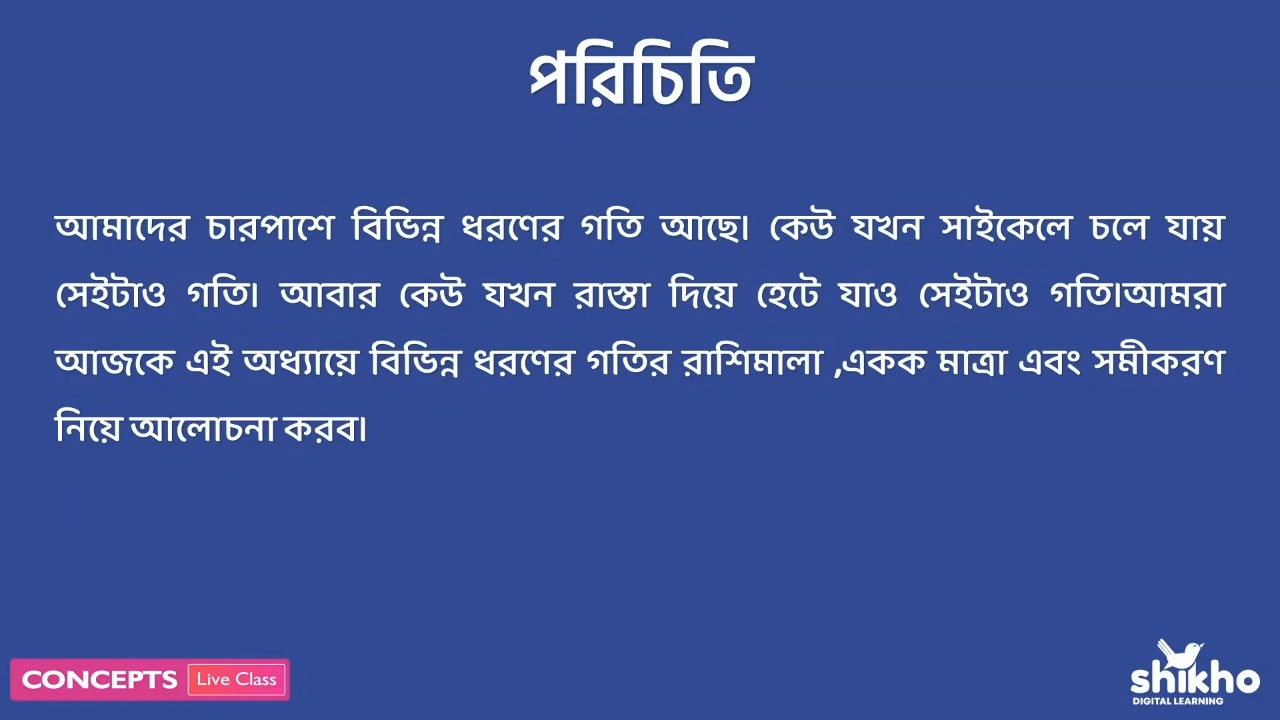 পরিচিতি
আমাদের চারপাশে বিভিন্ন ধরণের গতি আছে। কেউ যখন সাইকেলে চলে যায়
সেইটাও গতি। আবার কেউ যখন রাস্তা দিয়ে হেটে যাও সেইটাও গতি।আমরা
আজকে এই অধ্যায়ে বিভিন্ন ধরণের গতির রাশিমালা ,একক মাত্রা এবং সমীকরণ
নিয়ে আলোচনা করব।
CONCEPTS Live Class
shikho
DIGITAL LEARNING